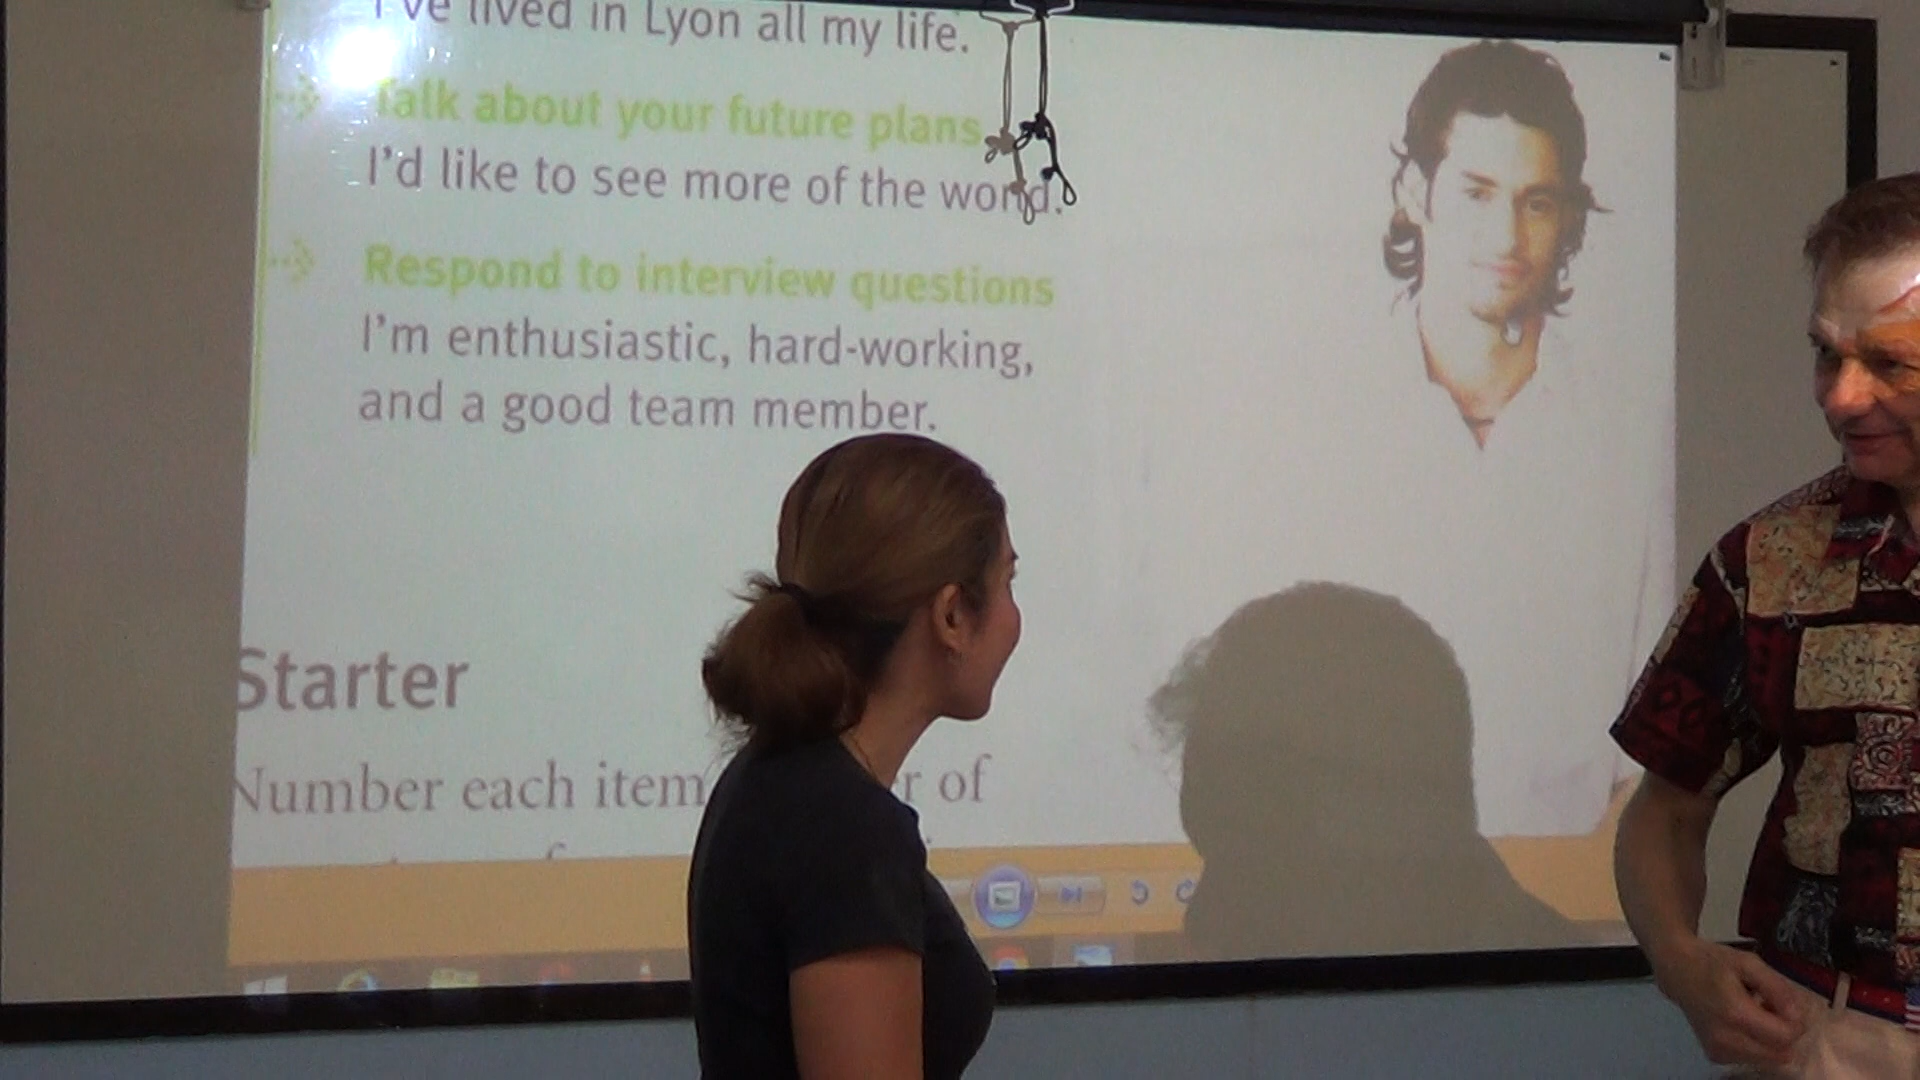 I've lived in Lyon all my life.
Talk about your future plans
I'd like to see more of the world.
Respond to interview questions
I'm enthusiastic, hard-working,
and a good team member.
Starter
Number each item of